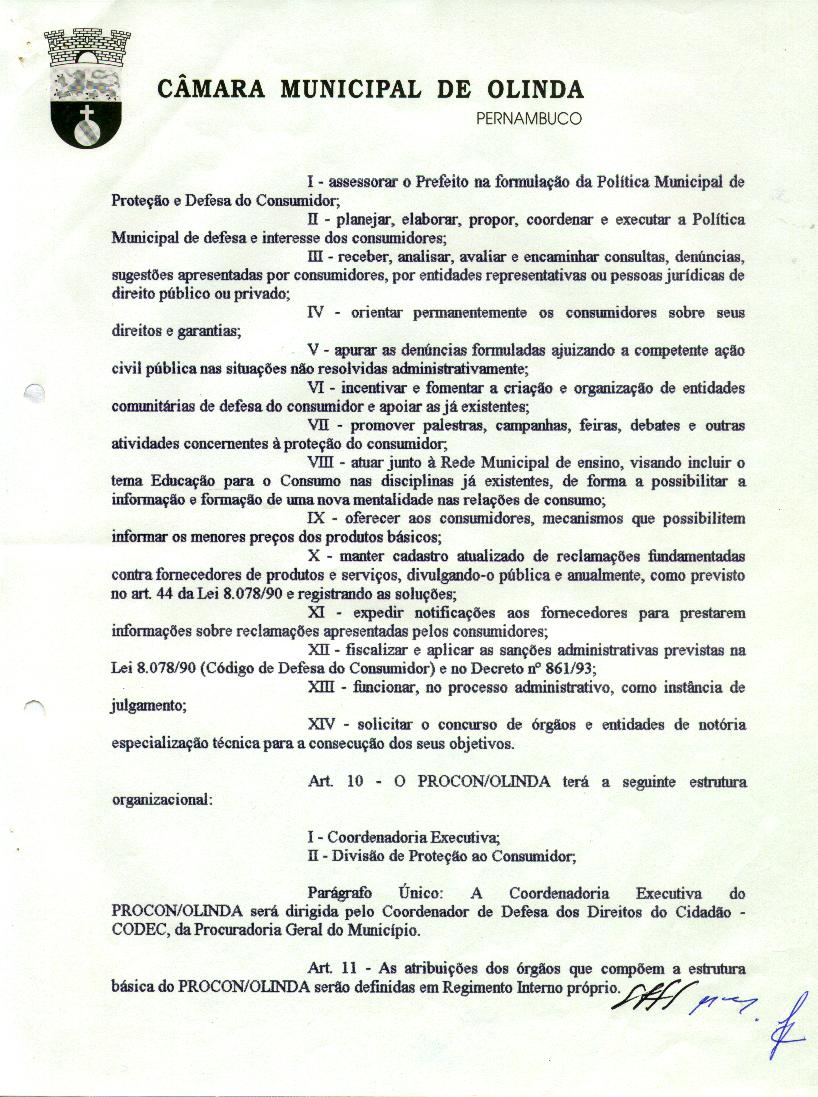 CÂMARA MUNICIPAL DE OLINDA
PERNAMBUCO
I - assessorar o Prefeito na formulação da Política Municipal de
Proteção e Defesa do Consumidor;
II - planejar, elaborar, propor, coordenar e executar a Política
Municipal de defesa e interesse dos consumidores;
III - receber, analisar, avaliar e encaminhar consultas, denúncias,
sugestões apresentadas por consumidores, por entidades representativas ou pessoas jurídicas de
direito público ou privado;
IV - orientar permanentemente os consumidores sobre seus
direitos e garantias;
V - apurar as denúncias formuladas ajuizando a competente ação
civil pública nas situações não resolvidas administrativamente;
VI - incentivar e fomentar a criação e organização de entidades
comunitárias de defesa do consumidor e apoiar as já existentes;
VII - promover palestras, campanhas, feiras, debates e outras
atividades concernentes à proteção do consumidor;
VIII - atuar junto à Rede Municipal de ensino, visando incluir o
tema Educação para o Consumo nas disciplinas já existentes, de forma a possibilitar a
informação e formação de uma nova mentalidade nas relações de consumo;
IX - oferecer aos consumidores, mecanismos que possibilitem
informar os menores preços dos produtos básicos;
X - manter cadastro atualizado de reclamações fundamentadas
contra fornecedores de produtos e serviços, divulgando-o pública e anualmente, como previsto
no art. 44 da Lei 8.078/90 e registrando as soluções;
XI - expedir notificações aos fornecedores para prestarem
informações sobre reclamações apresentadas pelos consumidores;
XII - fiscalizar e aplicar as sanções administrativas previstas na
Lei 8.078/90 (Código de Defesa do Consumidor) e no Decreto nº 861/93;
XIII - funcionar, no processo administrativo, como instância de
julgamento;
XIV - solicitar o concurso de órgãos e entidades de notória
especialização técnica para a consecução dos seus objetivos.
Art. 10 - O PROCON/OLINDA terá a seguinte estrutura
organizacional:
I - Coordenadoria Executiva;
II - Divisão de Proteção ao Consumidor;
Parágrafo Único: A Coordenadoria Executiva do
PROCON/OLINDA será dirigida pelo Coordenador de Defesa dos Direitos do Cidadão -
CODEC, da Procuradoria Geral do Município.
Art. 11 - As atribuições dos órgãos que compõem a estrutura
básica do PROCON/OLINDA serão definidas em Regimento Interno próprio.